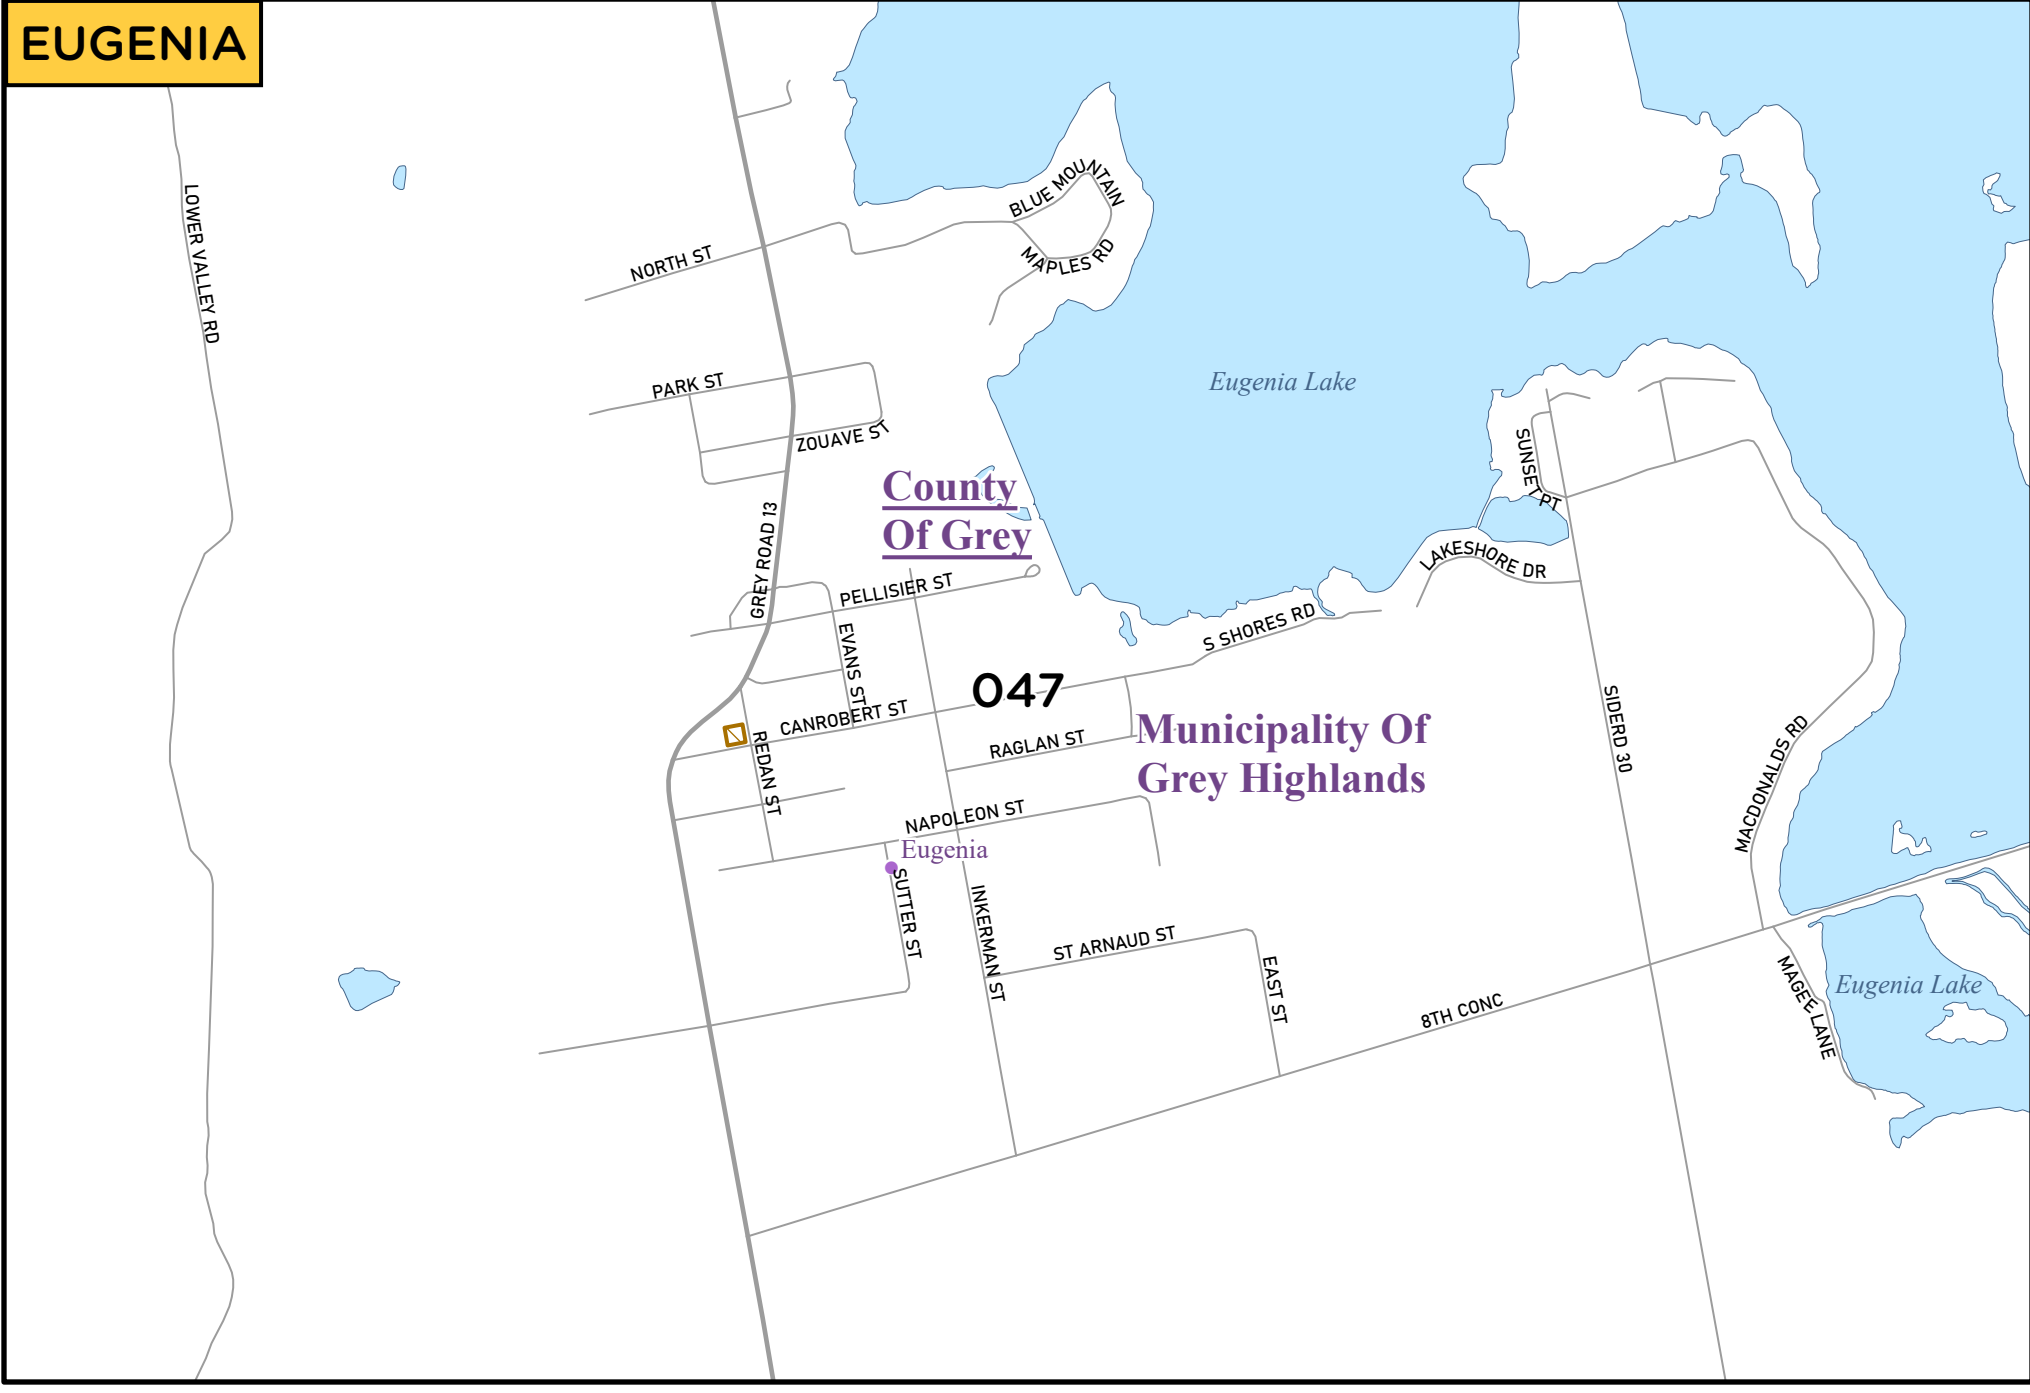 EUGENIA
LOWER VALLEY RD
BLUE MOUNTAIN
MAPLES RD
NORTH ST
PARK ST
ZOUAVE ST
Eugenia Lake
SUNSET PT
County
Of Grey
GREY ROAD 13
LAKESHORE DR
PELLISIER ST
EVANS ST
S SHORES RD
047
CANROBERT ST
REDAN ST
RAGLAN ST
Municipality Of
Grey Highlands
SIDERD 30
MACDONALDS RD
NAPOLEON ST
Eugenia
SUTTER ST
INKERMAN ST
ST ARNAUD ST
EAST ST
8TH CONC
MAGEE LANE
Eugenia Lake